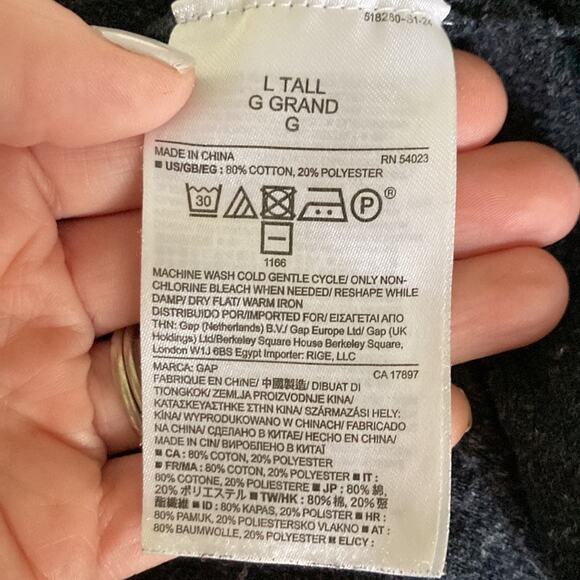 518280-S1-24
L TALL
G GRAND
G
MADE IN CHINA RN 54023
■ US/GB/EG : 80% COTTON, 20% POLYESTER
30 P ®
1166
MACHINE WASH COLD GENTLE CYCLE/ ONLY NON-
CHLORINE BLEACH WHEN NEEDED/ RESHAPE WHILE
DAMP/ DRY FLAT/ WARM IRON
DISTRIBUIDO POR/IMPORTED FOR/ ΕΙΣΑΓΕΤΑΙ ΑΠΟ
ΤΗΝ: Gap (Netherlands) B.V./ Gap Europe Ltd/ Gap (UK
Holdings) Ltd/Berkeley Square House Berkeley Square,
London W1J 6BS Egypt Importer: RIGE, LLC
MARCA: GAP CA 17897
FABRIQUE EN CHINE/ 中國製造/ DIBUAT DI
TIONGKOK/ ZEMLJA PROIZVODNJE KINA/
ΚΑΤΑΣΚΕΥΑΣΤΗΚΕ ΣΤΗΝ ΚΙΝΑ/ SZÁRMAZÁSI HELY:
KÍNA/ WYPRODUKOWANO W CHINACH/ FABRICADO
NA CHINA/ СДЕЛАНО В КИТАЕ/ HECHO EN CHINA/
MADE IN CIN/ ВИРОБЛЕНО В КИТАЇ
■ CA : 80% COTON, 20% POLYESTER
■ FR/MA : 80% COTON, 20% POLYESTER ■ IT :
80% COTONE, 20% POLIESTERE ■ JP : 80% 綿,
20% ポリエステル ■ TW/HK : 80% 棉, 20% 聚
酯纖維 ■ ID : 80% KAPAS, 20% POLISTER ■ HR :
80% PAMUK, 20% POLIESTERSKO VLAKNO ■ AT :
80% BAUMWOLLE, 20% POLYESTER ■ EL/CY :